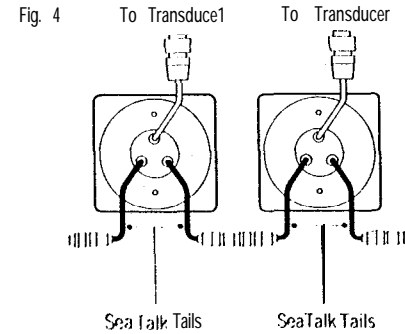 Fig. 4 To Transduce1 To Transducer
Sea Talk Tails SeaTalk Tails